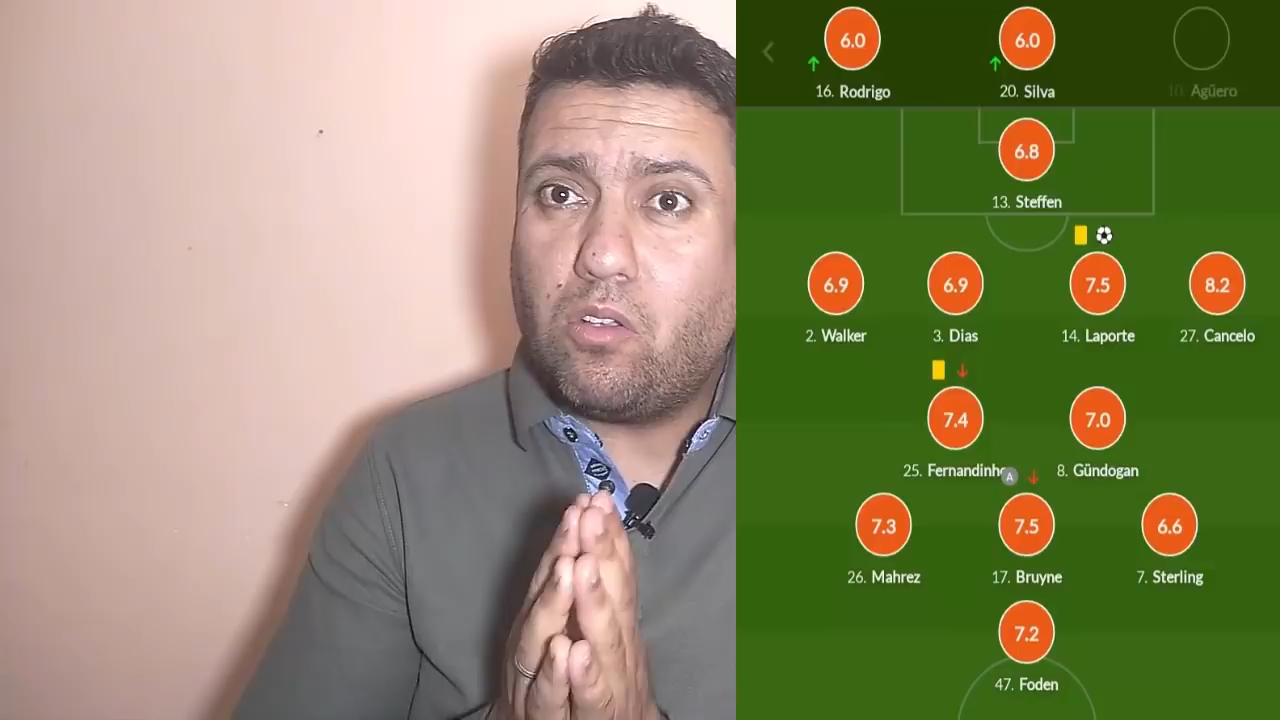 6.0 6.0
16. Rodrigo 20. Silva 10. Agüero
6.8
13. Steffen
6.9 6.9 7.5 8.2
2. Walker 3. Dias 14. Laporte 27. Cancelo
7.4 7.0
25. Fernandinho 8. Gündogan
A
7.3 7.5 6.6
26. Mahrez 17. Bruyne 7. Sterling
7.2
47. Foden